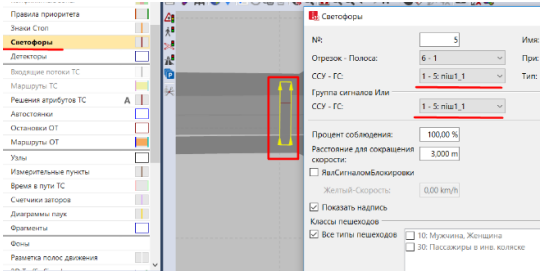 Правила приоритета
Знаки Стоп
Светофоры
Детекторы
Входящие потоки ТС
Маршруты ТС
Решения атрибутов ТС A
Автостоянки
Остановки ОТ
Маршруты ОТ
Узлы
Измерительные пункты
Время в пути ТС
Счетчики заторов
Диаграммы паук
Фрагменты
Фоны
Разметка полос движения
Светофоры
№: 5 Имя:
Отрезок - Полоса: 6 - 1 При:
ССУ - ГС: 1 - 5: піш1_1 Тип:
Группа сигналов Или
ССУ - ГС: 1 - 5: піш1_1
Процент соблюдения: 100,00 %
Расстояние для сокращения скорости: 3,000 m
ЯвлСигналомБлокировки
Желтый-Скорость: 0,00 km/h
Показать надпись
Классы пешеходов
Все типы пешеходов 10: Мужчина, Женщина
30: Пассажиры в инв. коляске